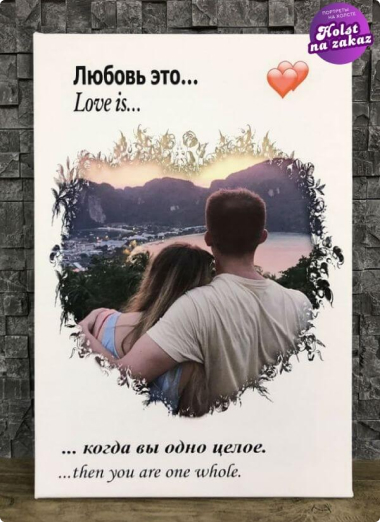 ПОРТРЕТЫ
НА ХОЛСТЕ
Holst
na zakaz
Любовь это...
Love is...
... когда вы одно целое.
...then you are one whole.